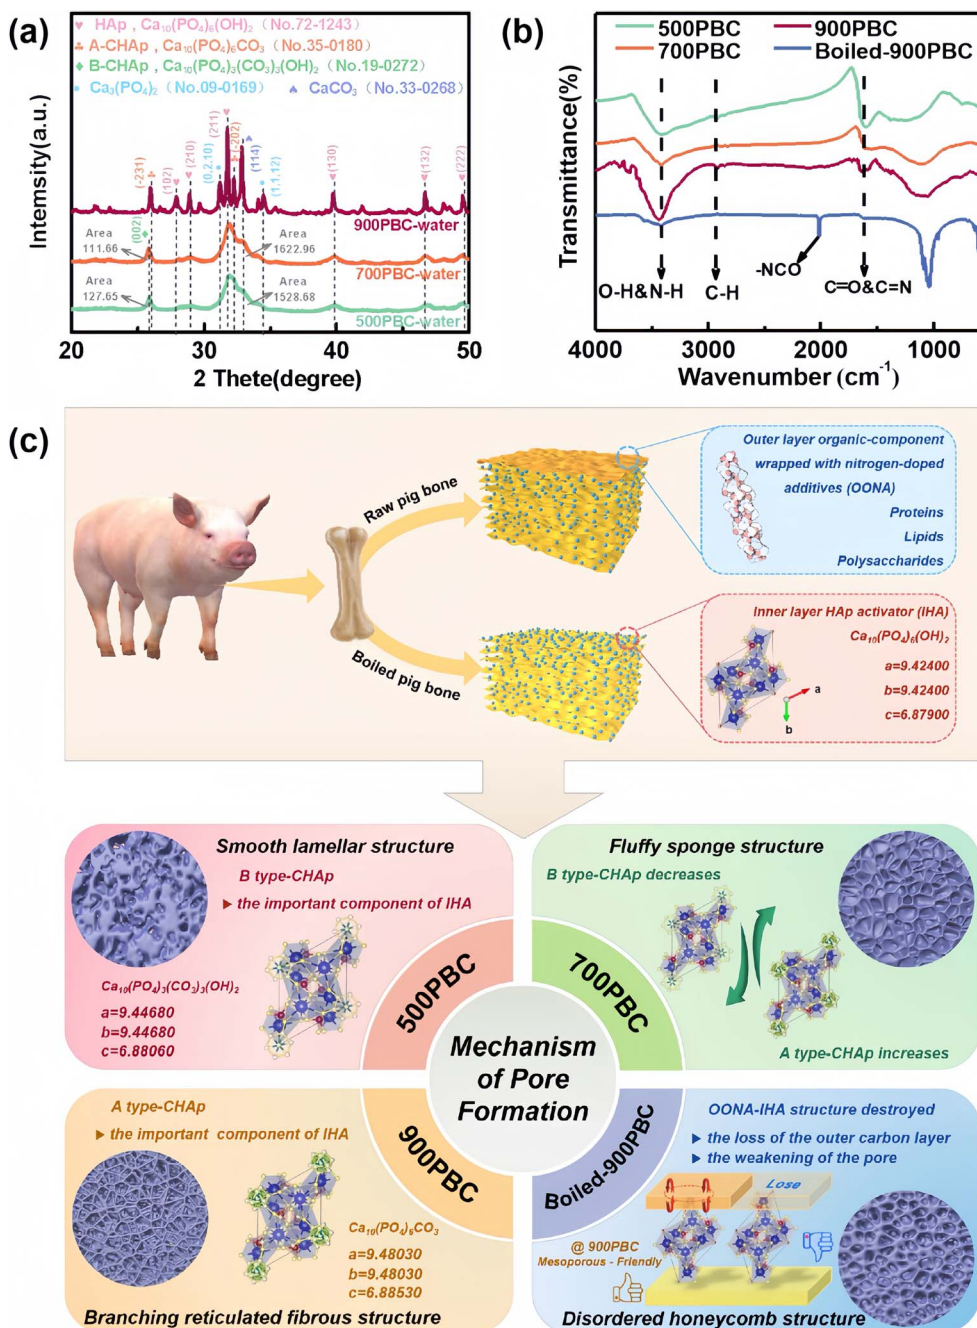 (a)
♥ HAp , Ca₁₀(PO₄)₆(OH)₂ (No.72-1243)
♣ A-CHAp , Ca₁₀(PO₄)₆CO₃ (No.35-0180)
♦ B-CHAp , Ca₁₀(PO₄)₃(CO₃)₃(OH)₂ (No.19-0272)
● Ca₃(PO₄)₂ (No.09-0169) ♠ CaCO₃ (No.33-0268)
Intemsity(a.u.)
(002)
(-231)
(102)
(210)
(0,2,10)
(211)
(-202)
(114)
(1,1,12)
(130)
(132)
(222)
900PBC-water
Area
111.66
Area
1622.96
700PBC-water
Area
127.65
Area
1528.68
500PBC-water
20 30 40 50
2 Thete(degree)
(b)
500PBC 900PBC
700PBC Boiled-900PBC
Transmittance(%)
-NCO
O-H&N-H C-H C=O&C=N
4000 3000 2000 1000
Wavenumber (cm⁻¹)
(c)
Raw pig bone
Boiled pig bone
Outer layer organic-component
wrapped with nitrogen-doped
additives (OONA)
Proteins
Lipids
Polysaccharides
Inner layer HAp activator (IHA)
Ca₁₀(PO₄)₆(OH)₂
a=9.42400
b=9.42400
c=6.87900
a
b
Smooth lamellar structure
B type-CHAp
▶ the important component of IHA
Ca₁₀(PO₄)₃(CO₃)₃(OH)₂
a=9.44680
b=9.44680
c=6.88060
500PBC
Fluffy sponge structure
B type-CHAp decreases
A type-CHAp increases
700PBC
Mechanism
of Pore
Formation
A type-CHAp
▶ the important component of IHA
Ca₁₀(PO₄)₆CO₃
a=9.48030
b=9.48030
c=6.88530
Branching reticulated fibrous structure
900PBC
Boiled-900PBC
OONA-IHA structure destroyed
▶ the loss of the outer carbon layer
▶ the weakening of the pore
Lose
@ 900PBC
Mesoporous - Friendly
Disordered honeycomb structure